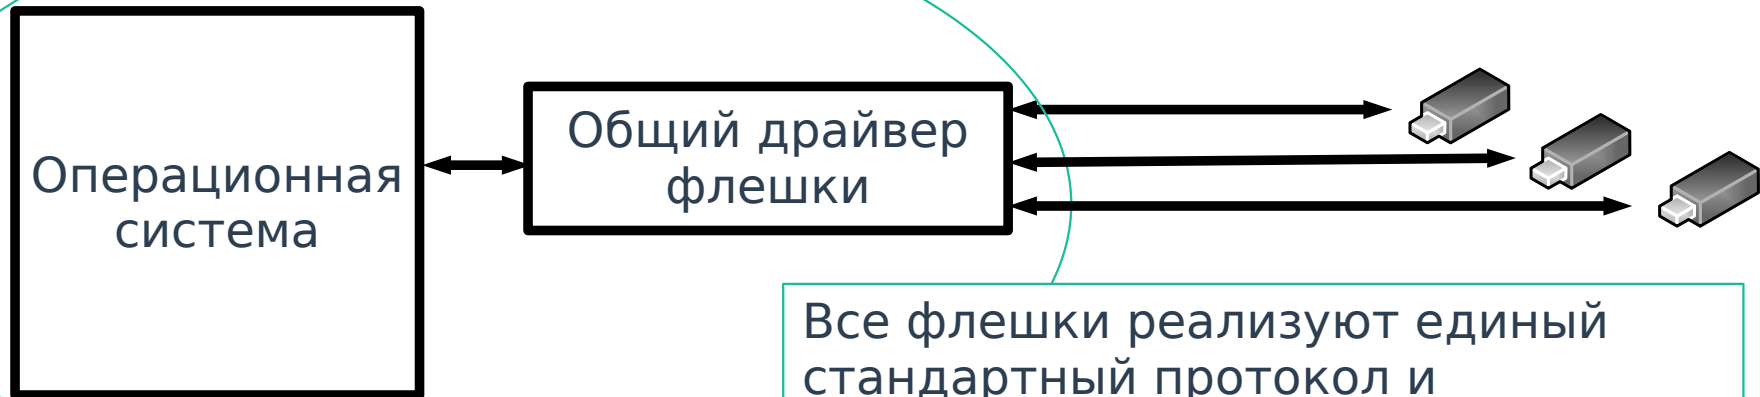 Операционная
система
Общий драйвер
флешки
Все флешки реализуют единый
стандартный протокол и